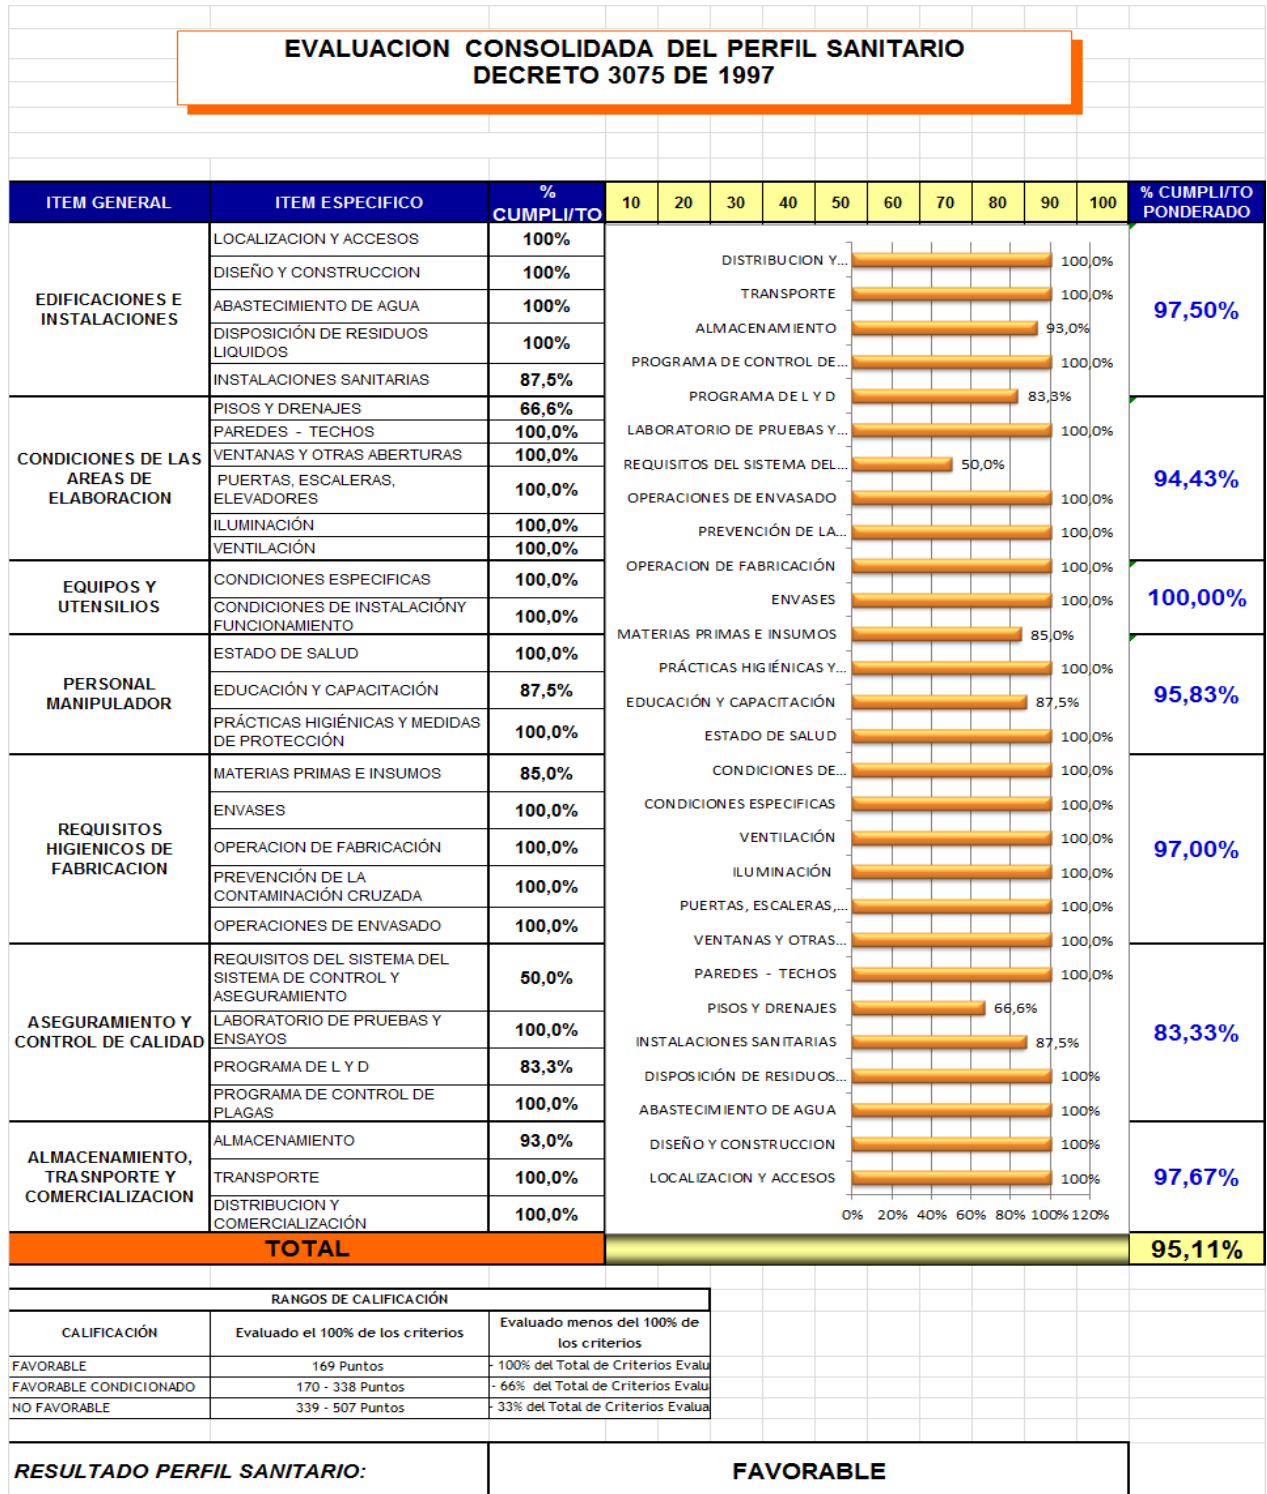 EVALUACION CONSOLIDADA DEL PERFIL SANITARIO
DECRETO 3075 DE 1997
ITEM GENERAL
ITEM ESPECIFICO
%
CUMPLI/TO
10 20 30 40 50 60 70 80 90 100
% CUMPLI/TO
PONDERADO
EDIFICACIONES E
INSTALACIONES
LOCALIZACION Y ACCESOS 100%
DISEÑO Y CONSTRUCCION 100%
ABASTECIMIENTO DE AGUA 100%
DISPOSICIÓN DE RESIDUOS
LIQUIDOS 100%
INSTALACIONES SANITARIAS 87,5%
97,50%
CONDICIONES DE LAS
AREAS DE
ELABORACION
PISOS Y DRENAJES 66,6%
PAREDES - TECHOS 100,0%
VENTANAS Y OTRAS ABERTURAS 100,0%
PUERTAS, ESCALERAS,
ELEVADORES 100,0%
ILUMINACIÓN 100,0%
VENTILACIÓN 100,0%
94,43%
EQUIPOS Y
UTENSILIOS
CONDICIONES ESPECIFICAS 100,0%
CONDICIONES DE INSTALACIÓNY
FUNCIONAMIENTO 100,0%
100,00%
PERSONAL
MANIPULADOR
ESTADO DE SALUD 100,0%
EDUCACIÓN Y CAPACITACIÓN 87,5%
PRÁCTICAS HIGIÉNICAS Y MEDIDAS
DE PROTECCIÓN 100,0%
95,83%
REQUISITOS
HIGIENICOS DE
FABRICACION
MATERIAS PRIMAS E INSUMOS 85,0%
ENVASES 100,0%
OPERACION DE FABRICACIÓN 100,0%
PREVENCIÓN DE LA
CONTAMINACIÓN CRUZADA 100,0%
OPERACIONES DE ENVASADO 100,0%
97,00%
ASEGURAMIENTO Y
CONTROL DE CALIDAD
REQUISITOS DEL SISTEMA DEL
SISTEMA DE CONTROL Y
ASEGURAMIENTO 50,0%
LABORATORIO DE PRUEBAS Y
ENSAYOS 100,0%
PROGRAMA DE L Y D 83,3%
PROGRAMA DE CONTROL DE
PLAGAS 100,0%
83,33%
ALMACENAMIENTO,
TRASNPORTE Y
COMERCIALIZACION
ALMACENAMIENTO 93,0%
TRANSPORTE 100,0%
DISTRIBUCION Y
COMERCIALIZACIÓN 100,0%
97,67%
DISTRIBUCION Y... 100,0%
TRANSPORTE 100,0%
ALMACENAMIENTO 93,0%
PROGRAMA DE CONTROL DE... 100,0%
PROGRAMA DE L Y D 83,3%
LABORATORIO DE PRUEBAS Y... 100,0%
REQUISITOS DEL SISTEMA DEL... 50,0%
OPERACIONES DE ENVASADO 100,0%
PREVENCIÓN DE LA... 100,0%
OPERACION DE FABRICACIÓN 100,0%
ENVASES 100,0%
MATERIAS PRIMAS E INSUMOS 85,0%
PRÁCTICAS HIGIÉNICAS Y... 100,0%
EDUCACIÓN Y CAPACITACIÓN 87,5%
ESTADO DE SALUD 100,0%
CONDICIONES DE... 100,0%
CONDICIONES ESPECIFICAS 100,0%
VENTILACIÓN 100,0%
ILUMINACIÓN 100,0%
PUERTAS, ESCALERAS,... 100,0%
VENTANAS Y OTRAS... 100,0%
PAREDES - TECHOS 100,0%
PISOS Y DRENAJES 66,6%
INSTALACIONES SANITARIAS 87,5%
DISPOSICIÓN DE RESIDUOS... 100%
ABASTECIMIENTO DE AGUA 100%
DISEÑO Y CONSTRUCCION 100%
LOCALIZACION Y ACCESOS 100%
0% 20% 40% 60% 80% 100% 120%
TOTAL 95,11%
RANGOS DE CALIFICACIÓN
CALIFICACIÓN
Evaluado el 100% de los criterios
Evaluado menos del 100% de
los criterios
FAVORABLE 169 Puntos - 100% del Total de Criterios Evalu
FAVORABLE CONDICIONADO 170 - 338 Puntos - 66% del Total de Criterios Evalu
NO FAVORABLE 339 - 507 Puntos - 33% del Total de Criterios Evalua
RESULTADO PERFIL SANITARIO: FAVORABLE